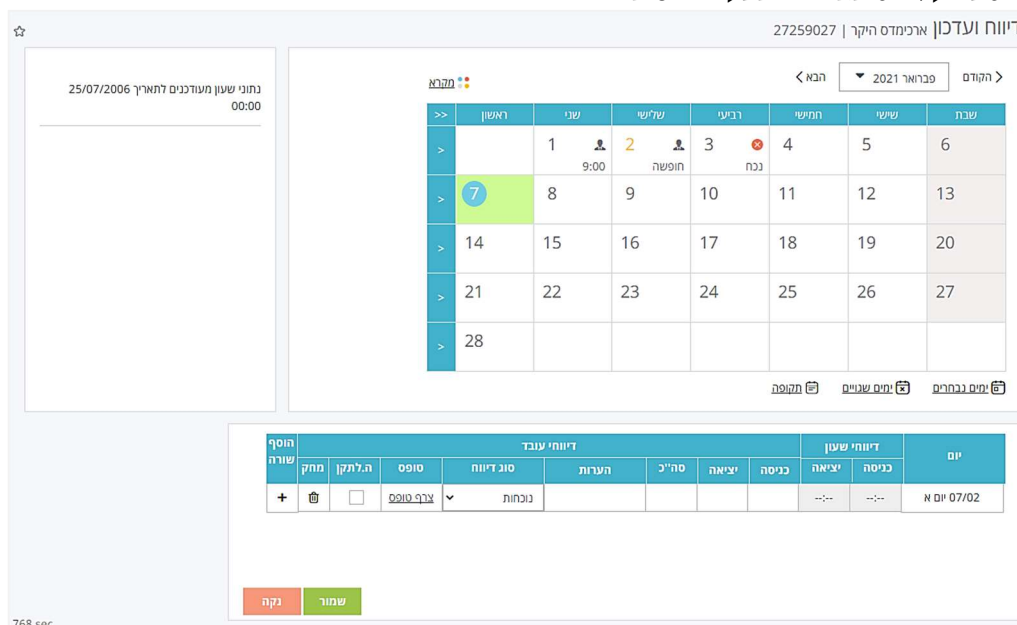 דיווח ועדכון ארכימדס היקר | 27259027
הקודם פברואר 2021 הבא
מקרא
נתוני שעון מעודכנים לתאריך 25/07/2006
00:00
<< ראשון שני שלישי רביעי חמישי שישי שבת
> 1 2 3 4 5 6
9:00 חופשה נכח
> 7 8 9 10 11 12 13
> 14 15 16 17 18 19 20
> 21 22 23 24 25 26 27
> 28
ימים נבחרים ימים שגויים תקופה
יום דיווחי שעון דיווחי עובד הוסף שורה
כניסה יציאה כניסה יציאה סה''כ הערות סוג דיווח טופס ה.לתקן מחק
07/02 יום א --:-- --:-- נוכחות צרף טופס +
שמור נקה
768 sec